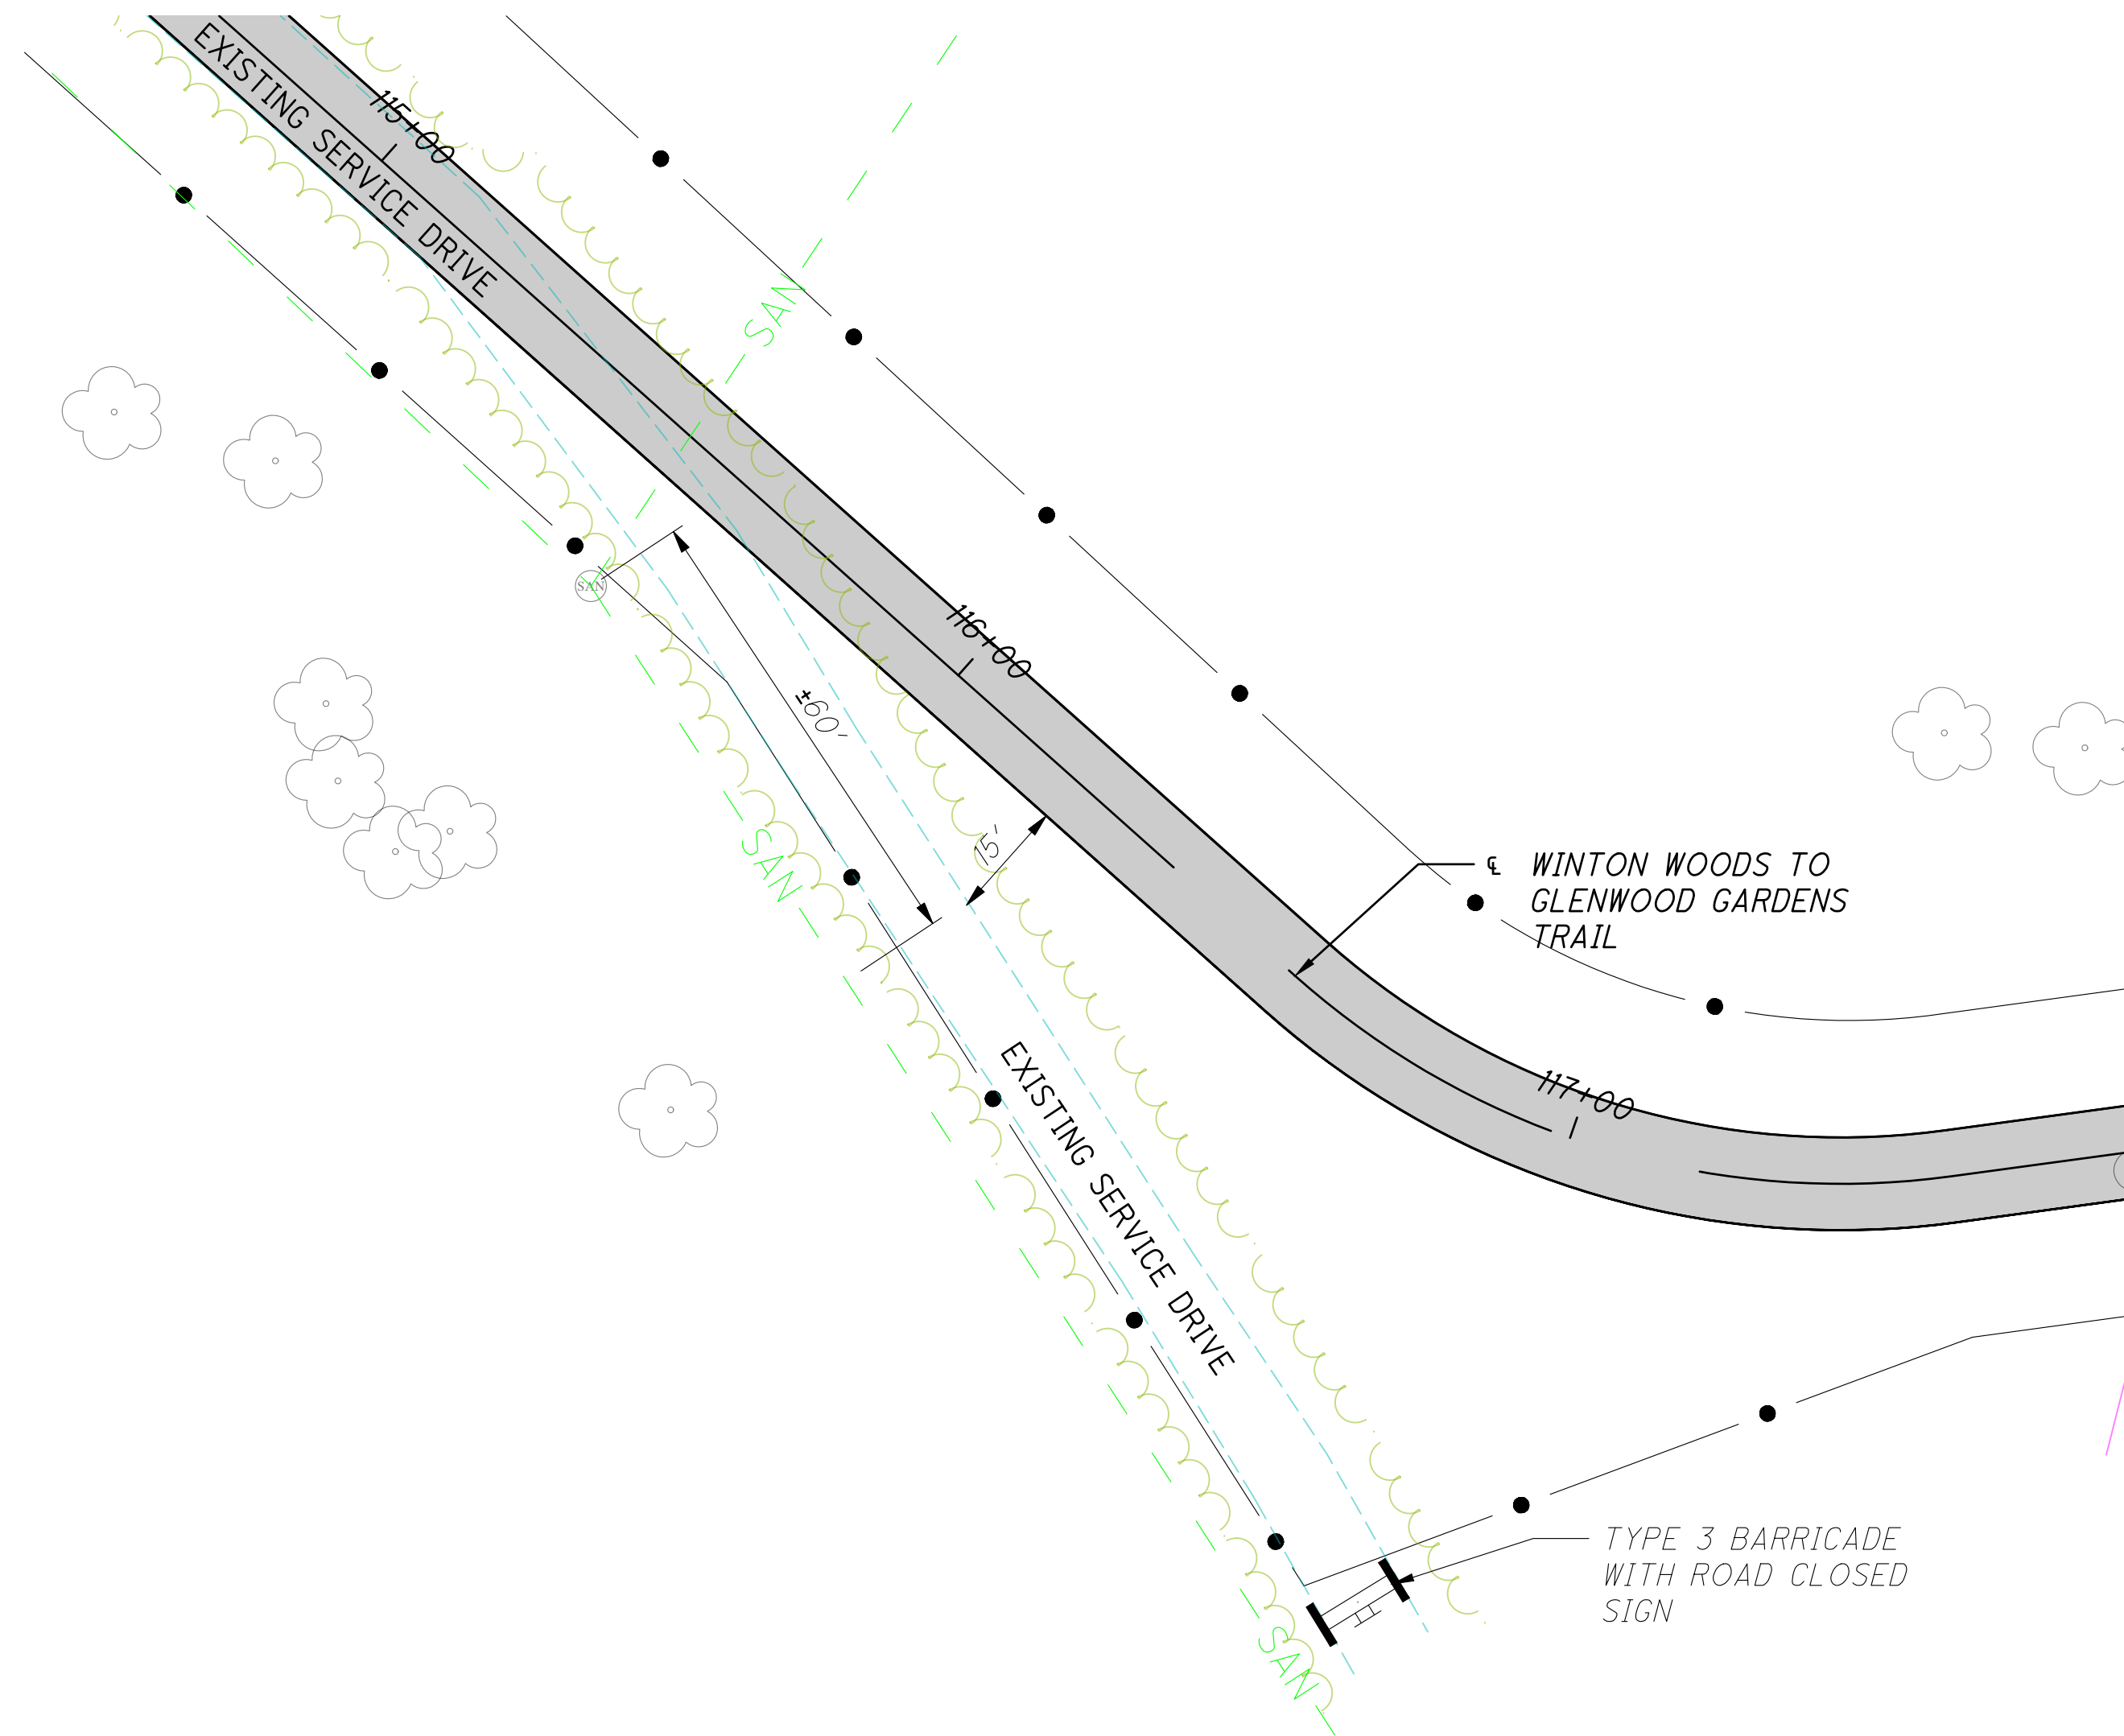 EXISTING SERVICE DRIVE
115+00
SAN
SAN
116+00
±60'
15'
SAN
℄ WINTON WOODS TO
GLENWOOD GARDENS
TRAIL
117+00
EXISTING SERVICE DRIVE
TYPE 3 BARRICADE
WITH ROAD CLOSED
SIGN
SAN